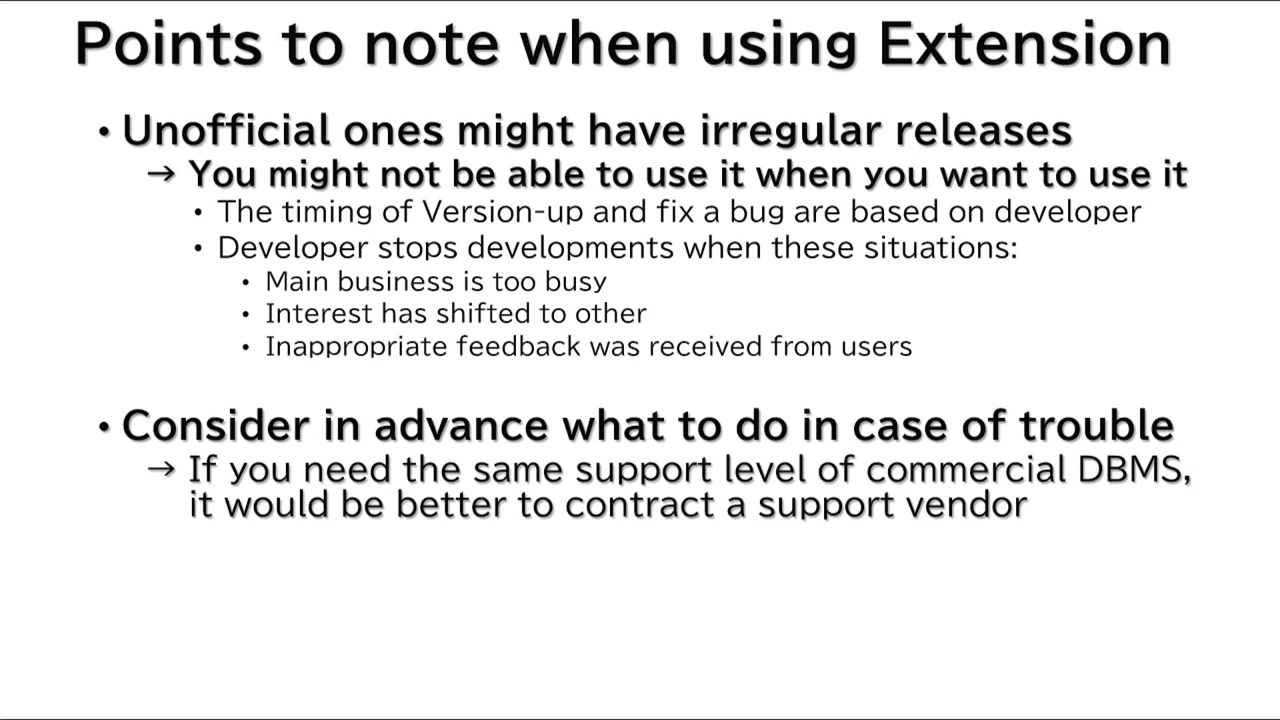 Points to note when using Extension
• Unofficial ones might have irregular releases
→ You might not be able to use it when you want to use it
• The timing of Version-up and fix a bug are based on developer
• Developer stops developments when these situations:
• Main business is too busy
• Interest has shifted to other
• Inappropriate feedback was received from users
• Consider in advance what to do in case of trouble
→ If you need the same support level of commercial DBMS,
it would be better to contract a support vendor